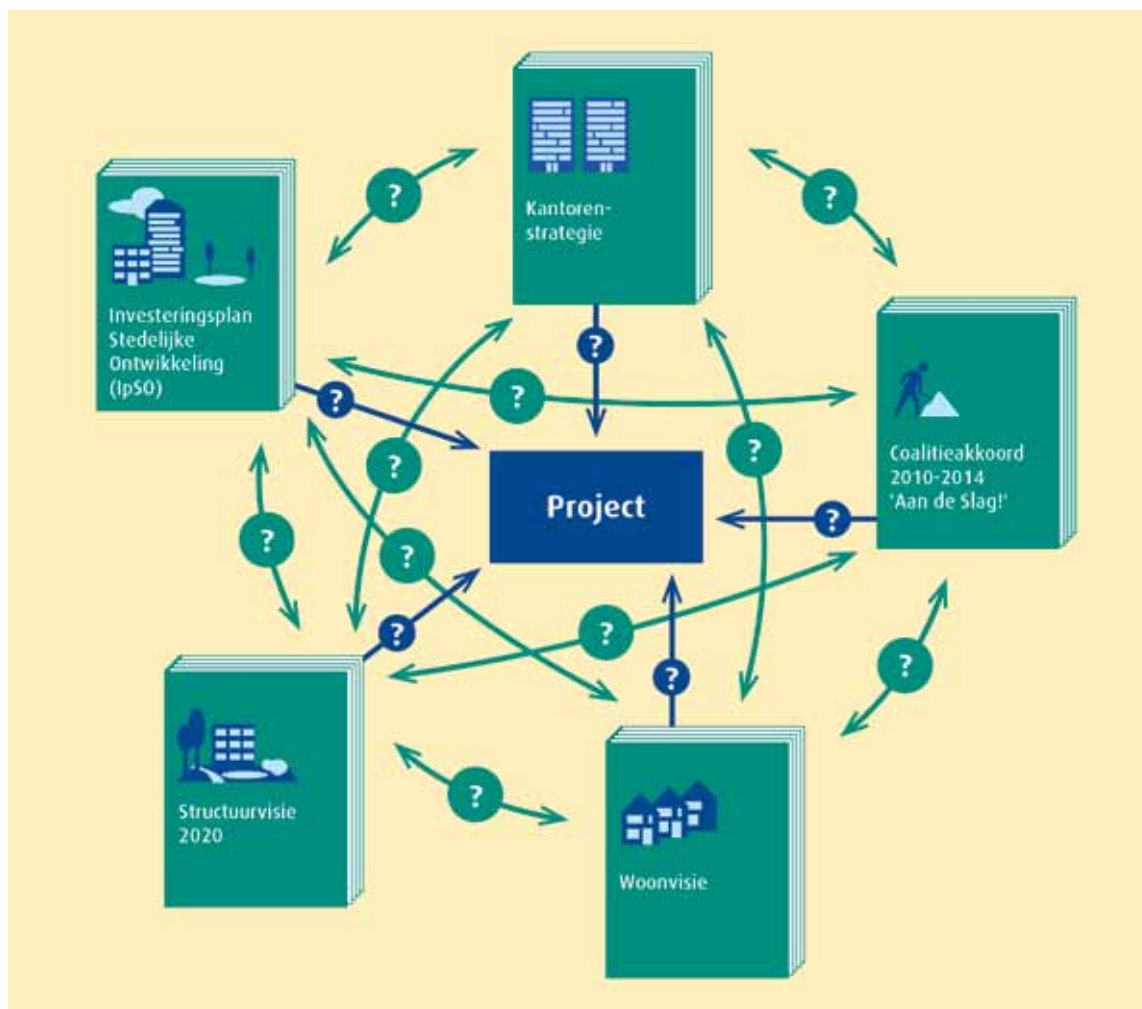 ?
Kantoren-
strategie
?
?
Investeringsplan
Stedelijke
Ontwikkeling
(IpSO)
?
?
?
Coalitieakkoord
2010-2014
'Aan de Slag!'
?
?
Project
?
?
?
?
?
?
?
Structuurvisie
2020
?
?
Woonvisie